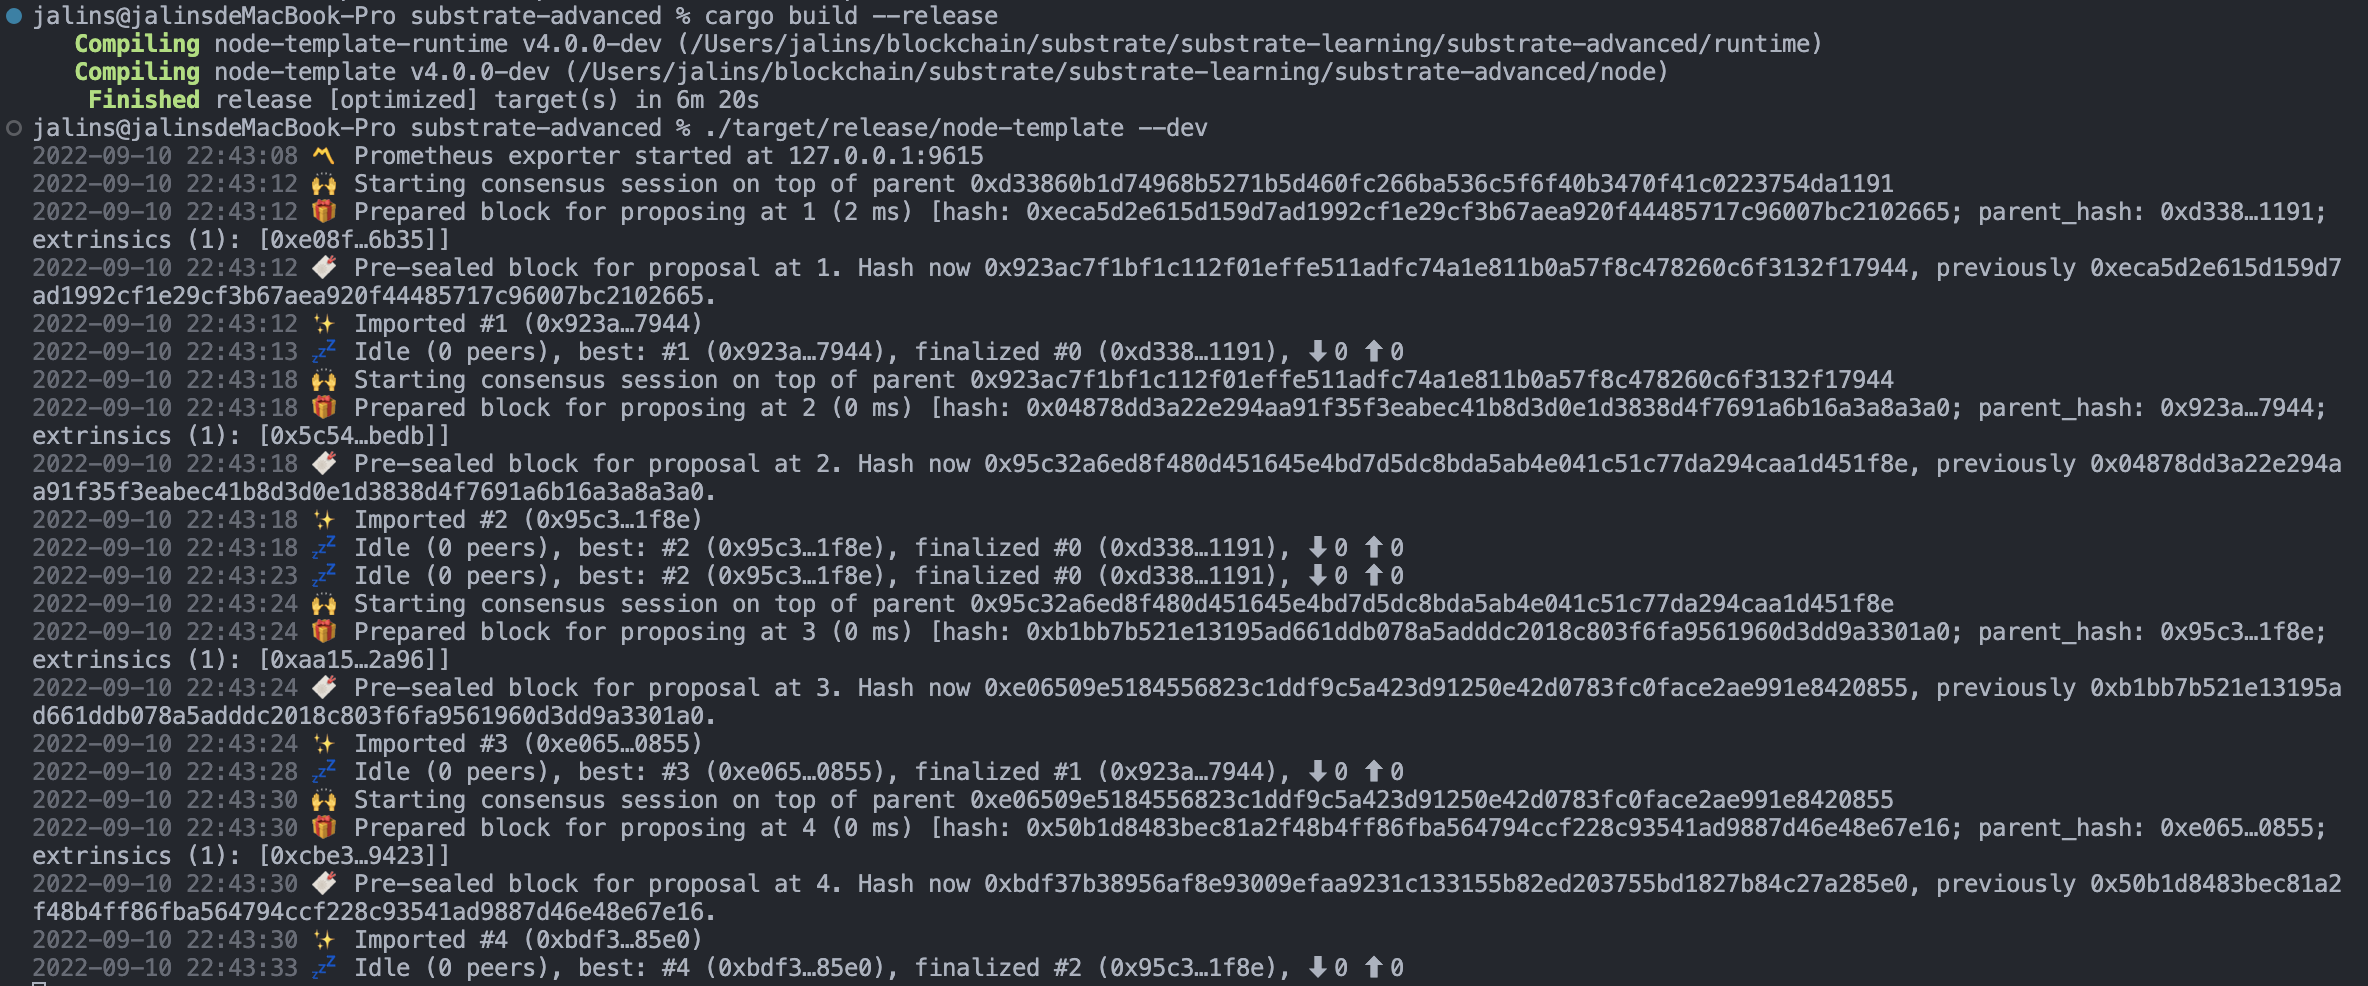 jalins@jalinsdeMacBook-Pro substrate-advanced % cargo build --release
Compiling node-template-runtime v4.0.0-dev (/Users/jalins/blockchain/substrate/substrate-learning/substrate-advanced/runtime)
Compiling node-template v4.0.0-dev (/Users/jalins/blockchain/substrate/substrate-learning/substrate-advanced/node)
Finished release [optimized] target(s) in 6m 20s
jalins@jalinsdeMacBook-Pro substrate-advanced % ./target/release/node-template --dev
2022-09-10 22:43:08 〽️ Prometheus exporter started at 127.0.0.1:9615
2022-09-10 22:43:12 🙌 Starting consensus session on top of parent 0xd33860b1d74968b5271b5d460fc266ba536c5f6f40b3470f41c0223754da1191
2022-09-10 22:43:12 🎁 Prepared block for proposing at 1 (2 ms) [hash: 0xeca5d2e615d159d7ad1992cf1e29cf3b67aea920f44485717c96007bc2102665; parent_hash: 0xd338…1191;
extrinsics (1): [0xe08f…6b35]]
2022-09-10 22:43:12 🔖 Pre-sealed block for proposal at 1. Hash now 0x923ac7f1bf1c112f01effe511adfc74a1e811b0a57f8c478260c6f3132f17944, previously 0xeca5d2e615d159d7
ad1992cf1e29cf3b67aea920f44485717c96007bc2102665.
2022-09-10 22:43:12 ✨ Imported #1 (0x923a…7944)
2022-09-10 22:43:13 💤 Idle (0 peers), best: #1 (0x923a…7944), finalized #0 (0xd338…1191), ⬇ 0 ⬆ 0
2022-09-10 22:43:18 🙌 Starting consensus session on top of parent 0x923ac7f1bf1c112f01effe511adfc74a1e811b0a57f8c478260c6f3132f17944
2022-09-10 22:43:18 🎁 Prepared block for proposing at 2 (0 ms) [hash: 0x04878dd3a22e294aa91f35f3eabec41b8d3d0e1d3838d4f7691a6b16a3a8a3a0; parent_hash: 0x923a…7944;
extrinsics (1): [0x5c54…bedb]]
2022-09-10 22:43:18 🔖 Pre-sealed block for proposal at 2. Hash now 0x95c32a6ed8f480d451645e4bd7d5dc8bda5ab4e041c51c77da294caa1d451f8e, previously 0x04878dd3a22e294a
a91f35f3eabec41b8d3d0e1d3838d4f7691a6b16a3a8a3a0.
2022-09-10 22:43:18 ✨ Imported #2 (0x95c3…1f8e)
2022-09-10 22:43:18 💤 Idle (0 peers), best: #2 (0x95c3…1f8e), finalized #0 (0xd338…1191), ⬇ 0 ⬆ 0
2022-09-10 22:43:23 💤 Idle (0 peers), best: #2 (0x95c3…1f8e), finalized #0 (0xd338…1191), ⬇ 0 ⬆ 0
2022-09-10 22:43:24 🙌 Starting consensus session on top of parent 0x95c32a6ed8f480d451645e4bd7d5dc8bda5ab4e041c51c77da294caa1d451f8e
2022-09-10 22:43:24 🎁 Prepared block for proposing at 3 (0 ms) [hash: 0xb1bb7b521e13195ad661ddb078a5adddc2018c803f6fa9561960d3dd9a3301a0; parent_hash: 0x95c3…1f8e;
extrinsics (1): [0xaa15…2a96]]
2022-09-10 22:43:24 🔖 Pre-sealed block for proposal at 3. Hash now 0xe06509e5184556823c1ddf9c5a423d91250e42d0783fc0face2ae991e8420855, previously 0xb1bb7b521e13195a
d661ddb078a5adddc2018c803f6fa9561960d3dd9a3301a0.
2022-09-10 22:43:24 ✨ Imported #3 (0xe065…0855)
2022-09-10 22:43:28 💤 Idle (0 peers), best: #3 (0xe065…0855), finalized #1 (0x923a…7944), ⬇ 0 ⬆ 0
2022-09-10 22:43:30 🙌 Starting consensus session on top of parent 0xe06509e5184556823c1ddf9c5a423d91250e42d0783fc0face2ae991e8420855
2022-09-10 22:43:30 🎁 Prepared block for proposing at 4 (0 ms) [hash: 0x50b1d8483bec81a2f48b4ff86fba564794ccf228c93541ad9887d46e48e67e16; parent_hash: 0xe065…0855;
extrinsics (1): [0xcbe3…9423]]
2022-09-10 22:43:30 🔖 Pre-sealed block for proposal at 4. Hash now 0xbdf37b38956af8e93009efaa9231c133155b82ed203755bd1827b84c27a285e0, previously 0x50b1d8483bec81a2
f48b4ff86fba564794ccf228c93541ad9887d46e48e67e16.
2022-09-10 22:43:30 ✨ Imported #4 (0xbdf3…85e0)
2022-09-10 22:43:33 💤 Idle (0 peers), best: #4 (0xbdf3…85e0), finalized #2 (0x95c3…1f8e), ⬇ 0 ⬆ 0